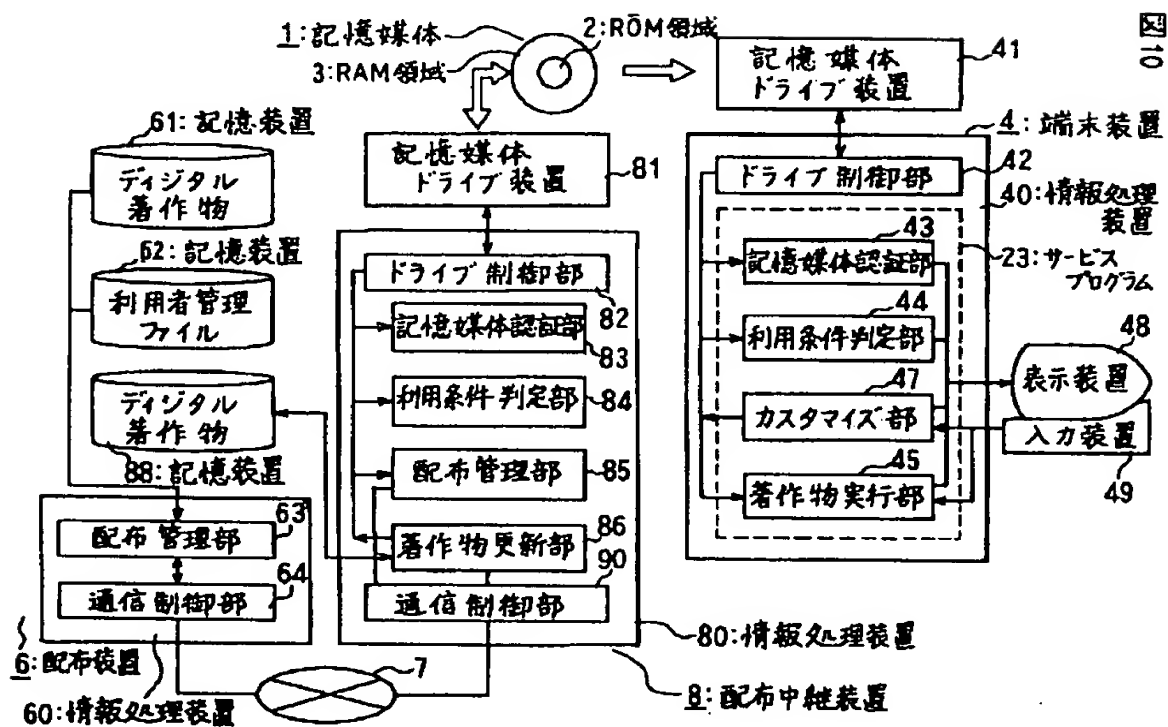 図10
1:記憶媒体
2:ROM領域
3:RAM領域
記憶媒体
ドライブ装置
41
61:記憶装置
ディジタル
著作物
記憶媒体
ドライブ装置
81
4:端末装置
ドライブ制御部
42
40:情報処理
装置
62:記憶装置
利用者管理
ファイル
ドライブ制御部
82
43
記憶媒体認証部
23:サービス
プログラム
記憶媒体認証部
83
44
利用条件判定部
48
表示装置
ディジタル
著作物
88:記憶装置
利用条件判定部
84
47
カスタマイズ部
入力装置
49
配布管理部
85
45
著作物実行部
63
配布管理部
86
著作物更新部
64
通信制御部
90
通信制御部
80:情報処理装置
6:配布装置
7
8:配布中継装置
60:情報処理装置